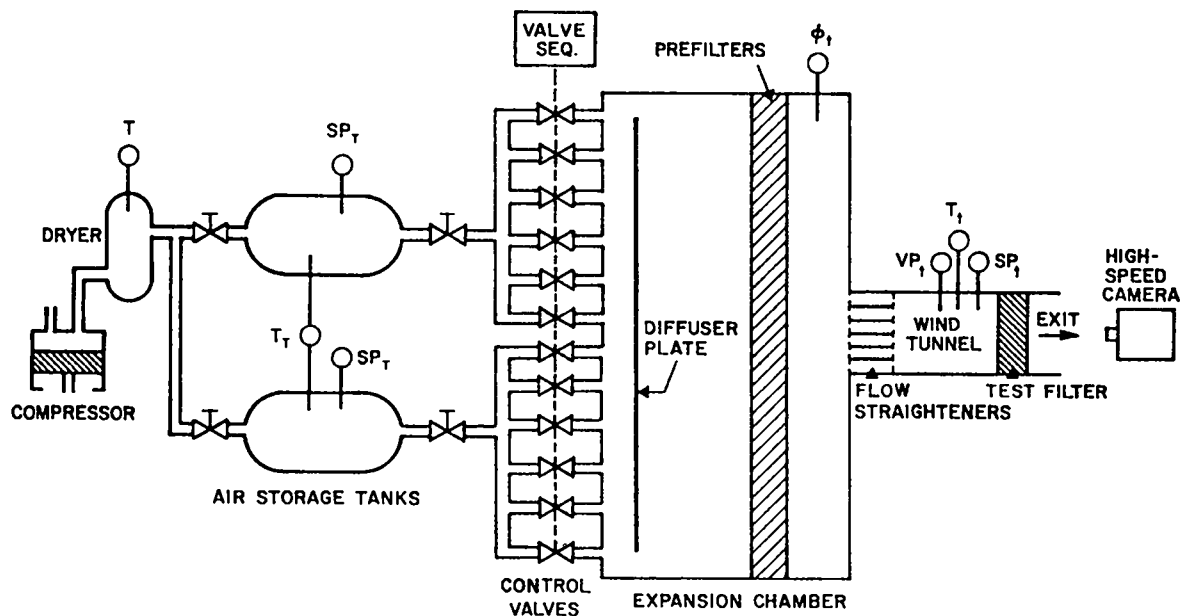 VALVE
SEQ.
PREFILTERS
ϕt
T
SPT
DRYER
TT
SPT
COMPRESSOR
AIR STORAGE TANKS
DIFFUSER
PLATE
VPt
Tt
SPt
HIGH-
SPEED
CAMERA
WIND
TUNNEL
EXIT
FLOW
STRAIGHTENERS
TEST FILTER
CONTROL
VALVES
EXPANSION CHAMBER